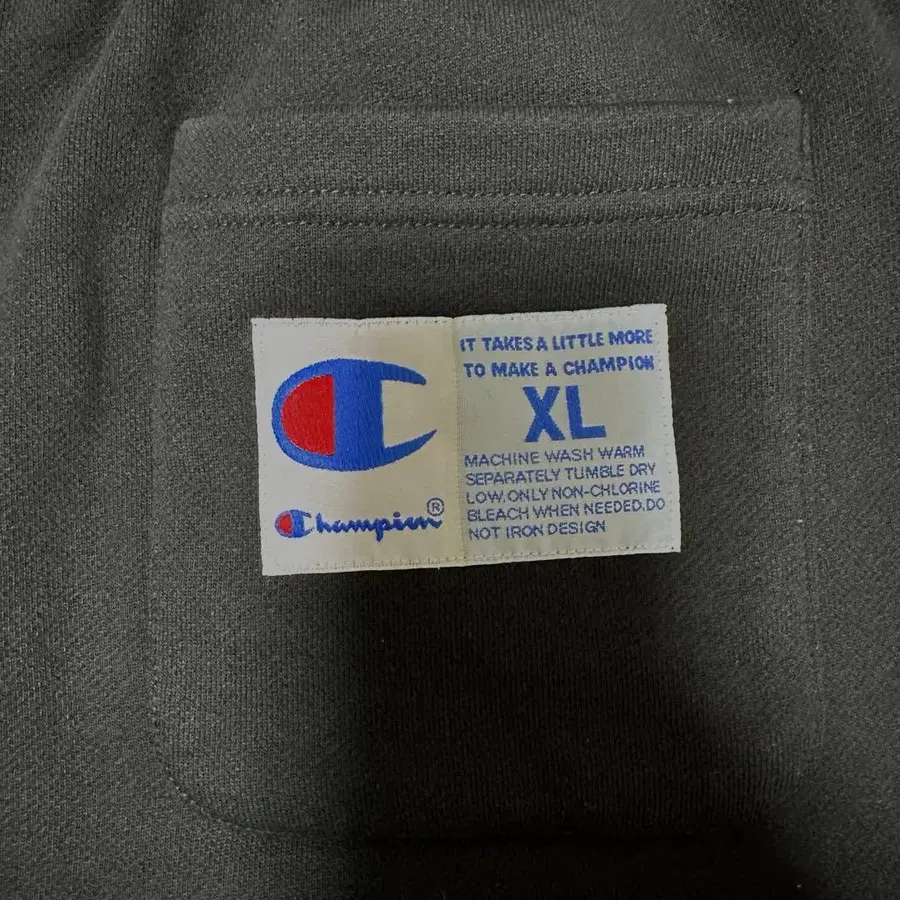 Champion®
IT TAKES A LITTLE MORE
TO MAKE A CHAMPION
XL
MACHINE WASH WARM
SEPARATELY TUMBLE DRY
LOW, ONLY NON-CHLORINE
BLEACH WHEN NEEDED. DO
NOT IRON DESIGN